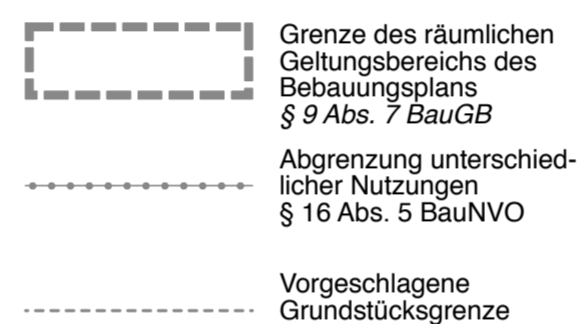 Grenze des räumlichen
Geltungsbereichs des
Bebauungsplans
§ 9 Abs. 7 BauGB
Abgrenzung unterschied-
licher Nutzungen
§ 16 Abs. 5 BauNVO
Vorgeschlagene
Grundstücksgrenze